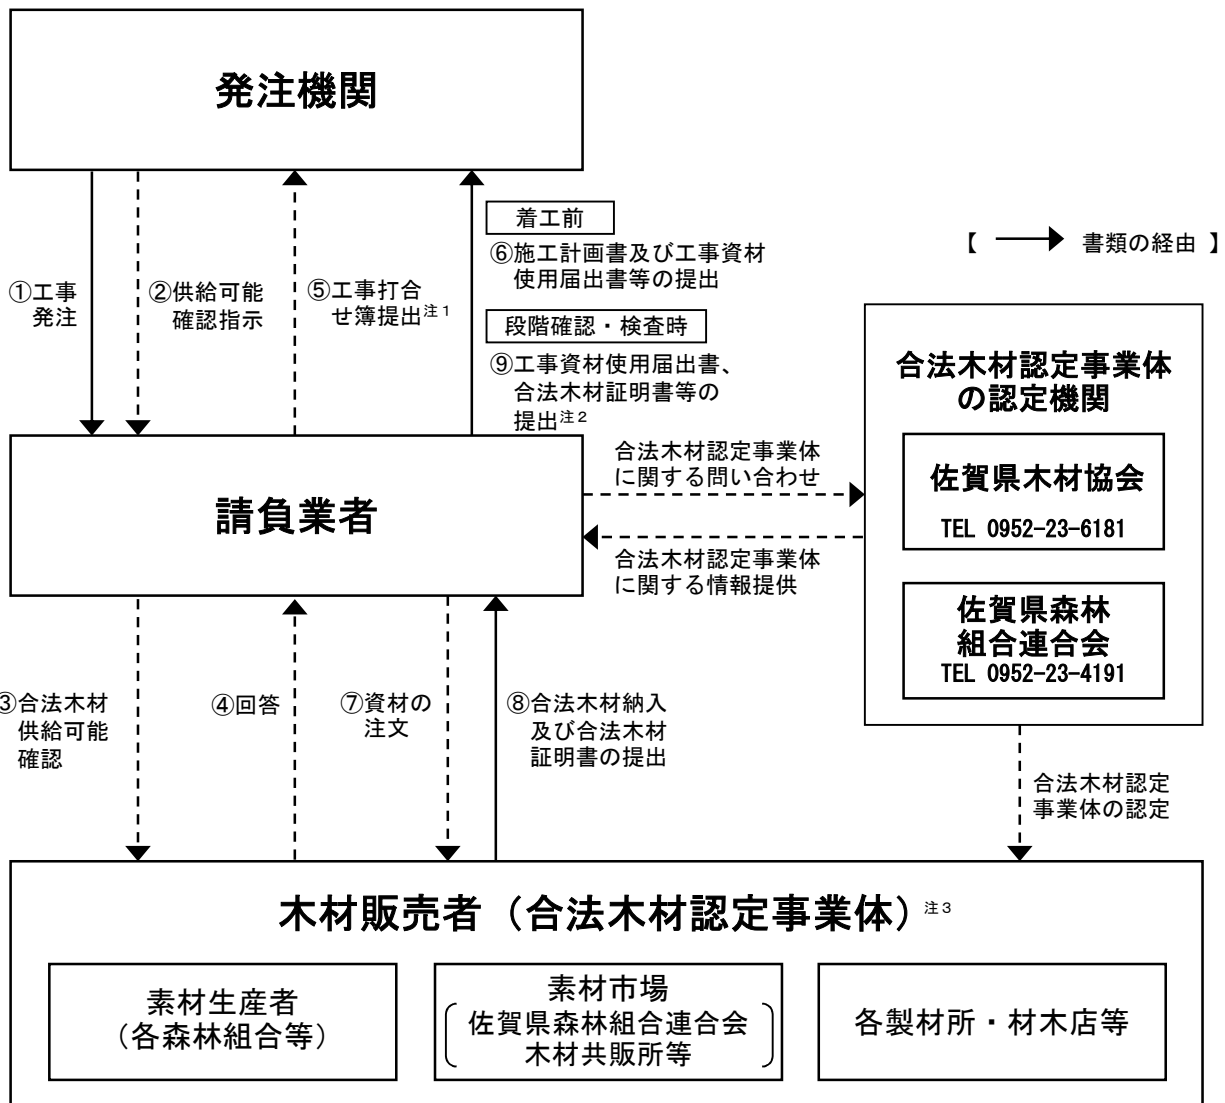 発注機関
①工事
発注
②供給可能
確認指示
⑤工事打合
せ簿提出注１
着工前
⑥施工計画書及び工事資材
使用届出書等の提出
段階確認・検査時
⑨工事資材使用届出書、
合法木材証明書等の
提出注２
【 書類の経由 】
請負業者
合法木材認定事業体
に関する問い合わせ
合法木材認定事業体
に関する情報提供
合法木材認定事業体
の認定機関
佐賀県木材協会
TEL 0952-23-6181
佐賀県森林
組合連合会
TEL 0952-23-4191
③合法木材
供給可能
確認
④回答
⑦資材の
注文
⑧合法木材納入
及び合法木材
証明書の提出
合法木材認定
事業体の認定
木材販売者（合法木材認定事業体）注３
素材生産者
（各森林組合等）
素材市場
佐賀県森林組合連合会
木材共販所等
各製材所・材木店等